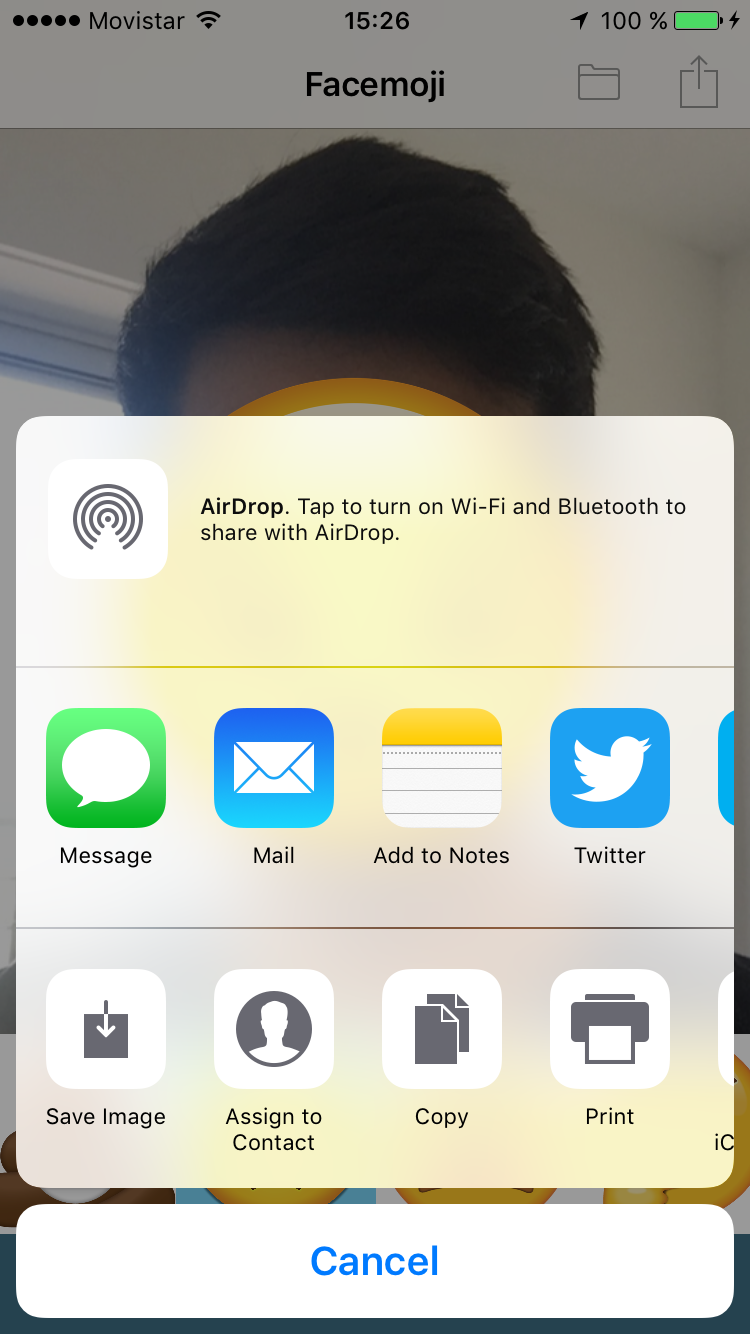 Movistar 15:26 100 %
Facemoji
AirDrop. Tap to turn on Wi-Fi and Bluetooth to
share with AirDrop.
Message Mail Add to Notes Twitter
Save Image Assign to Copy Print
Contact iC
Cancel